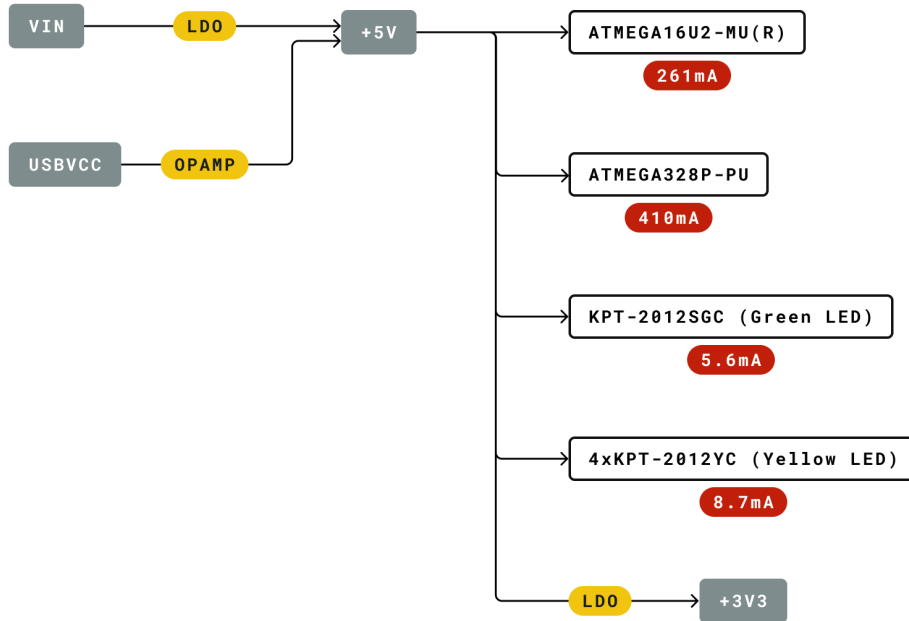 VIN
LDO
+5V
USBVCC
OPAMP
ATMEGA16U2-MU(R)
261mA
ATMEGA328P-PU
410mA
KPT-2012SGC (Green LED)
5.6mA
4xKPT-2012YC (Yellow LED)
8.7mA
LDO
+3V3